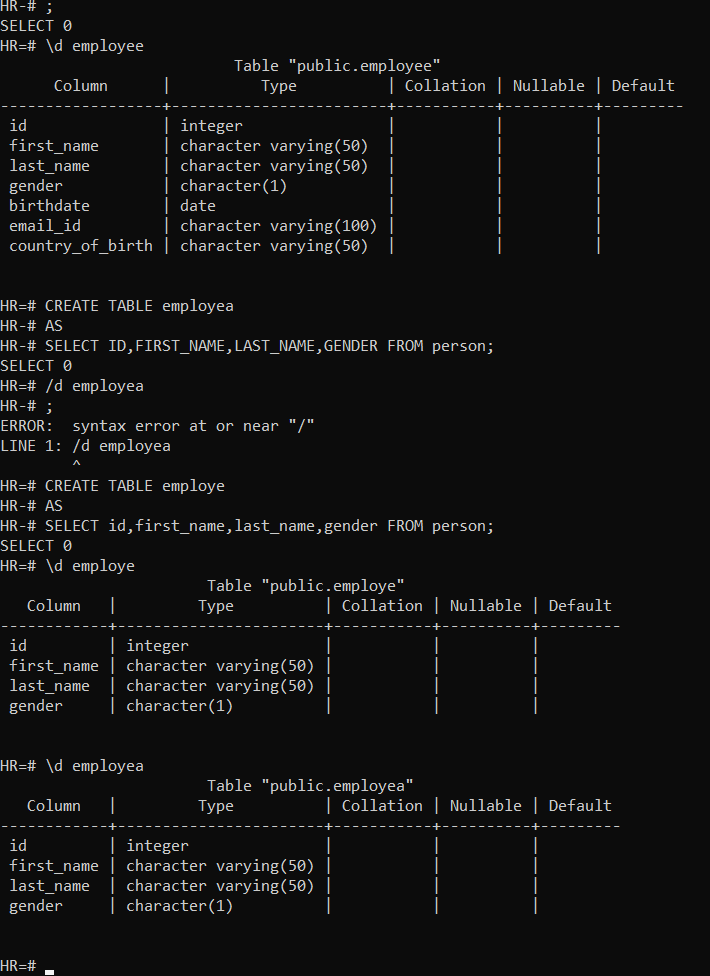 HR-# ;
SELECT 0
HR=# \d employee
                          Table "public.employee"
      Column      |          Type          | Collation | Nullable | Default
------------------+------------------------+-----------+----------+---------
 id               | integer                |           |          |
 first_name       | character varying(50)  |           |          |
 last_name        | character varying(50)  |           |          |
 gender           | character(1)           |           |          |
 birthdate        | date                   |           |          |
 email_id         | character varying(100) |           |          |
 country_of_birth | character varying(50)  |           |          |
HR=# CREATE TABLE employea
HR-# AS
HR-# SELECT ID,FIRST_NAME,LAST_NAME,GENDER FROM person;
SELECT 0
HR=# /d employea
HR-# ;
ERROR:  syntax error at or near "/"
LINE 1: /d employea
        ^
HR=# CREATE TABLE employe
HR-# AS
HR-# SELECT id,first_name,last_name,gender FROM person;
SELECT 0
HR=# \d employe
                       Table "public.employe"
   Column   |         Type          | Collation | Nullable | Default
------------+-----------------------+-----------+----------+---------
 id         | integer               |           |          |
 first_name | character varying(50) |           |          |
 last_name  | character varying(50) |           |          |
 gender     | character(1)          |           |          |
HR=# \d employea
                       Table "public.employea"
   Column   |         Type          | Collation | Nullable | Default
------------+-----------------------+-----------+----------+---------
 id         | integer               |           |          |
 first_name | character varying(50) |           |          |
 last_name  | character varying(50) |           |          |
 gender     | character(1)          |           |          |
HR=#